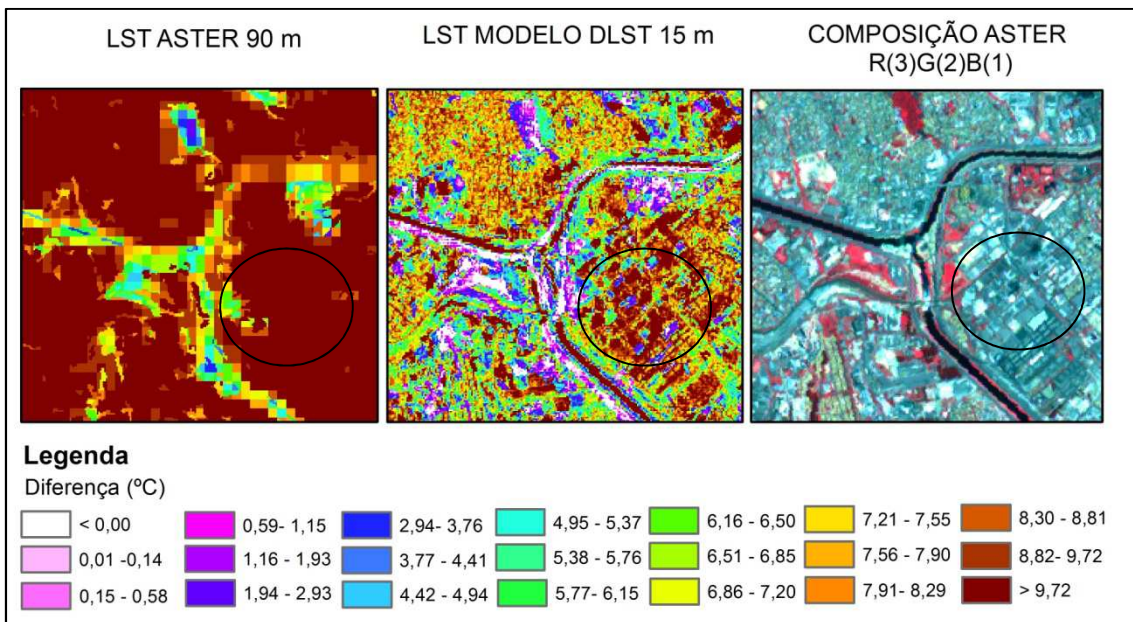 LST ASTER 90 m
LST MODELO DLST 15 m
COMPOSIÇÃO ASTER
R(3)G(2)B(1)
Legenda
Diferença (ºC)
< 0,00
0,59- 1,15
2,94- 3,76
4,95 - 5,37
6,16 - 6,50
7,21 - 7,55
8,30 - 8,81
0,01 -0,14
1,16 - 1,93
3,77 - 4,41
5,38 - 5,76
6,51 - 6,85
7,56 - 7,90
8,82- 9,72
0,15 - 0,58
1,94 - 2,93
4,42 - 4,94
5,77- 6,15
6,86 - 7,20
7,91- 8,29
> 9,72